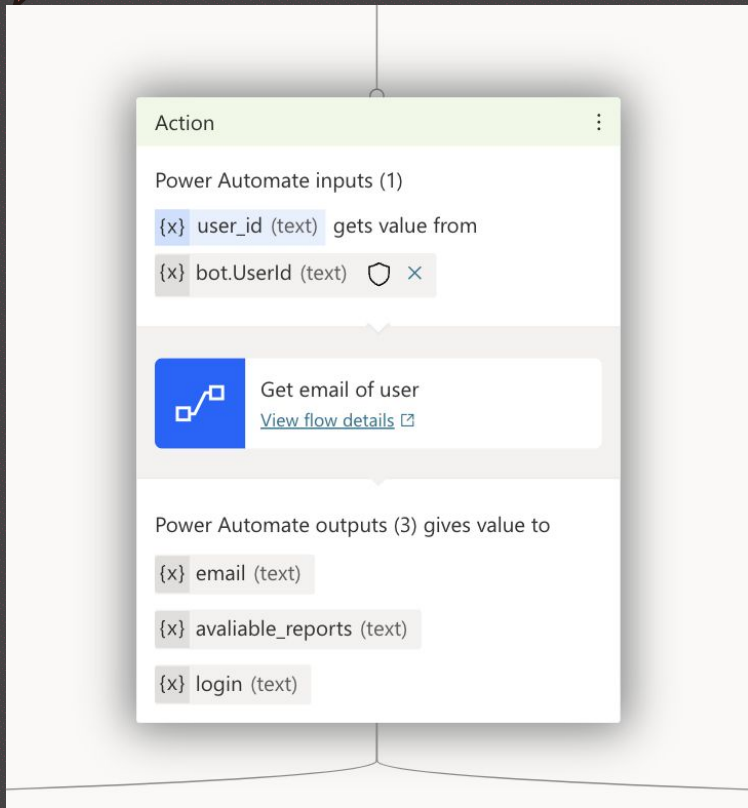 Action
Power Automate inputs (1)
{x} user_id (text) gets value from
{x} bot.UserId (text)
Get email of user
View flow details
Power Automate outputs (3) gives value to
{x} email (text)
{x} avaliable_reports (text)
{x} login (text)